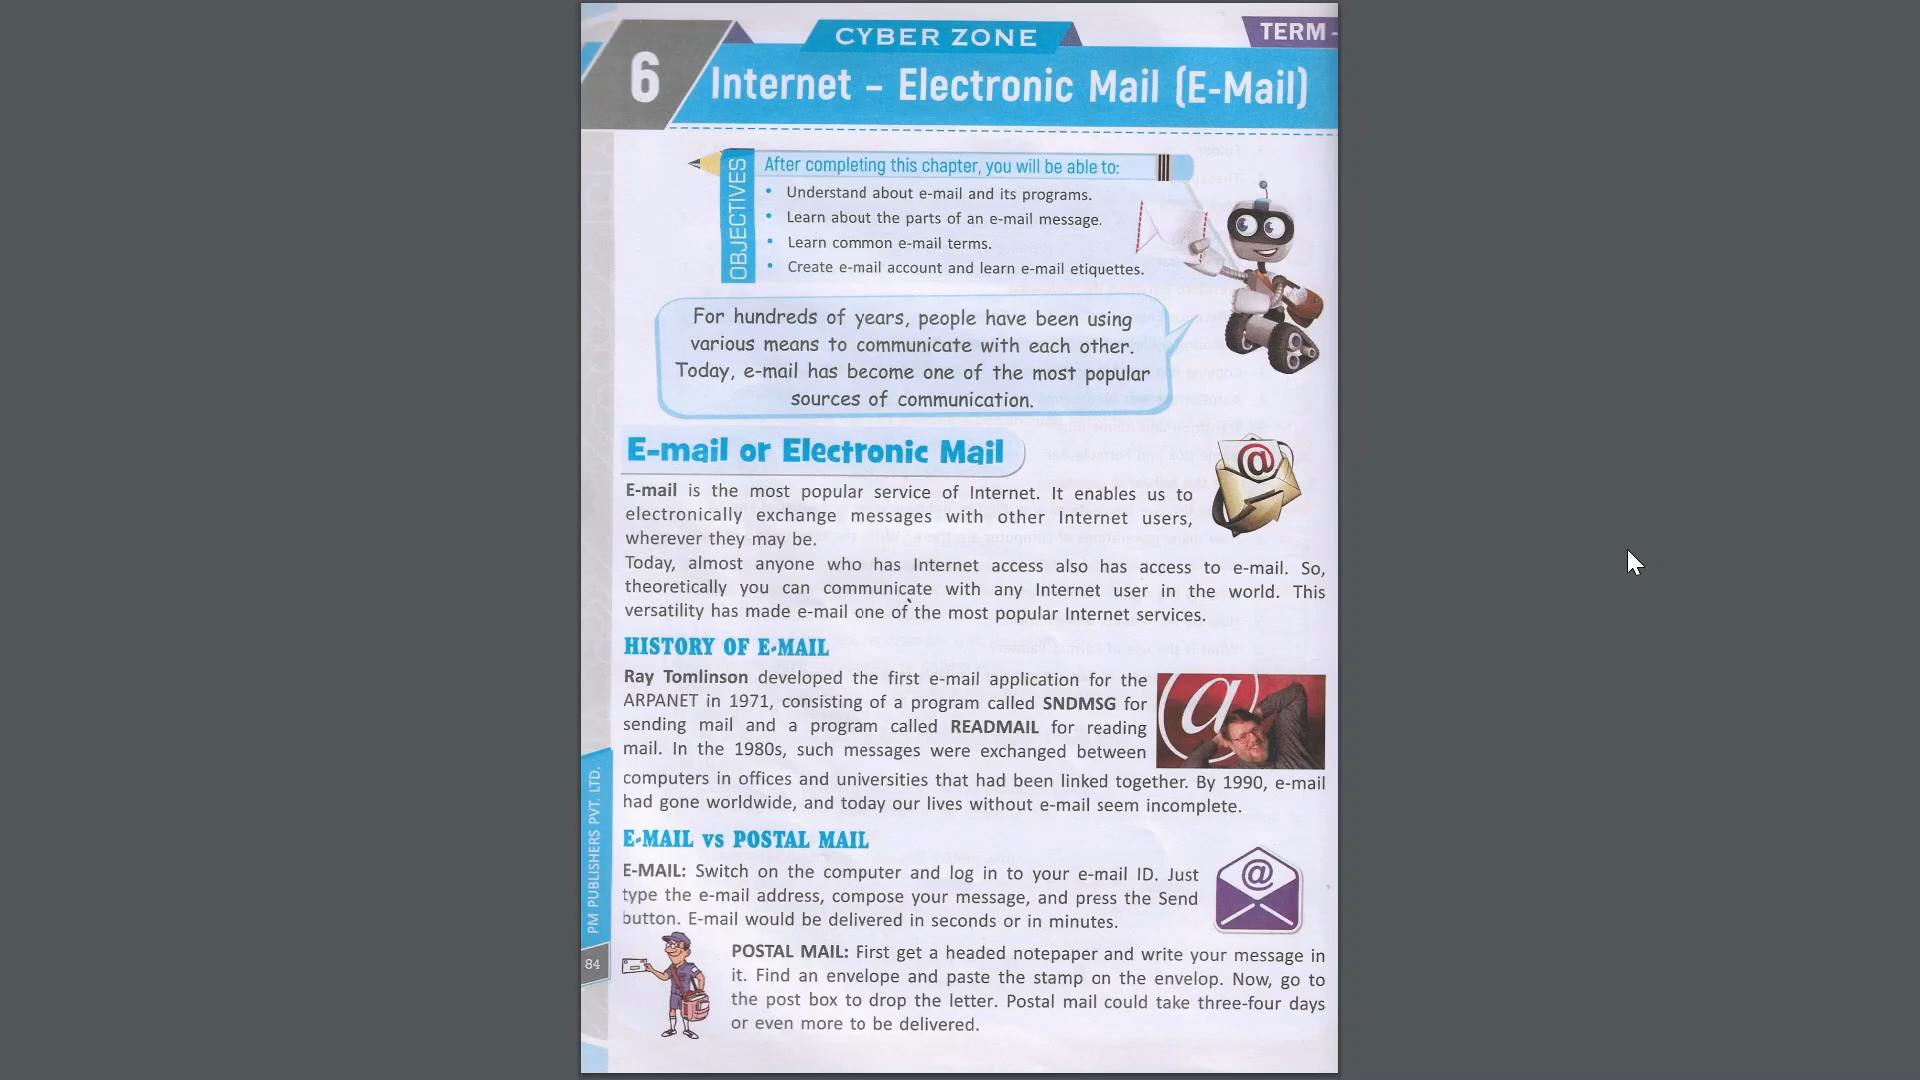 CYBER ZONE
TERM -
6
Internet – Electronic Mail (E-Mail)
OBJECTIVES
After completing this chapter, you will be able to:
• Understand about e-mail and its programs.
• Learn about the parts of an e-mail message.
• Learn common e-mail terms.
• Create e-mail account and learn e-mail etiquettes.
For hundreds of years, people have been using
various means to communicate with each other.
Today, e-mail has become one of the most popular
sources of communication.
E-mail or Electronic Mail
E-mail is the most popular service of Internet. It enables us to
electronically exchange messages with other Internet users,
wherever they may be.
Today, almost anyone who has Internet access also has access to e-mail. So,
theoretically you can communicate with any Internet user in the world. This
versatility has made e-mail one of the most popular Internet services.
HISTORY OF E-MAIL
Ray Tomlinson developed the first e-mail application for the
ARPANET in 1971, consisting of a program called SNDMSG for
sending mail and a program called READMAIL for reading
mail. In the 1980s, such messages were exchanged between
computers in offices and universities that had been linked together. By 1990, e-mail
had gone worldwide, and today our lives without e-mail seem incomplete.
E-MAIL vs POSTAL MAIL
E-MAIL: Switch on the computer and log in to your e-mail ID. Just
type the e-mail address, compose your message, and press the Send
button. E-mail would be delivered in seconds or in minutes.
POSTAL MAIL: First get a headed notepaper and write your message in
it. Find an envelope and paste the stamp on the envelop. Now, go to
the post box to drop the letter. Postal mail could take three-four days
or even more to be delivered.
PM PUBLISHERS PVT. LTD.
84